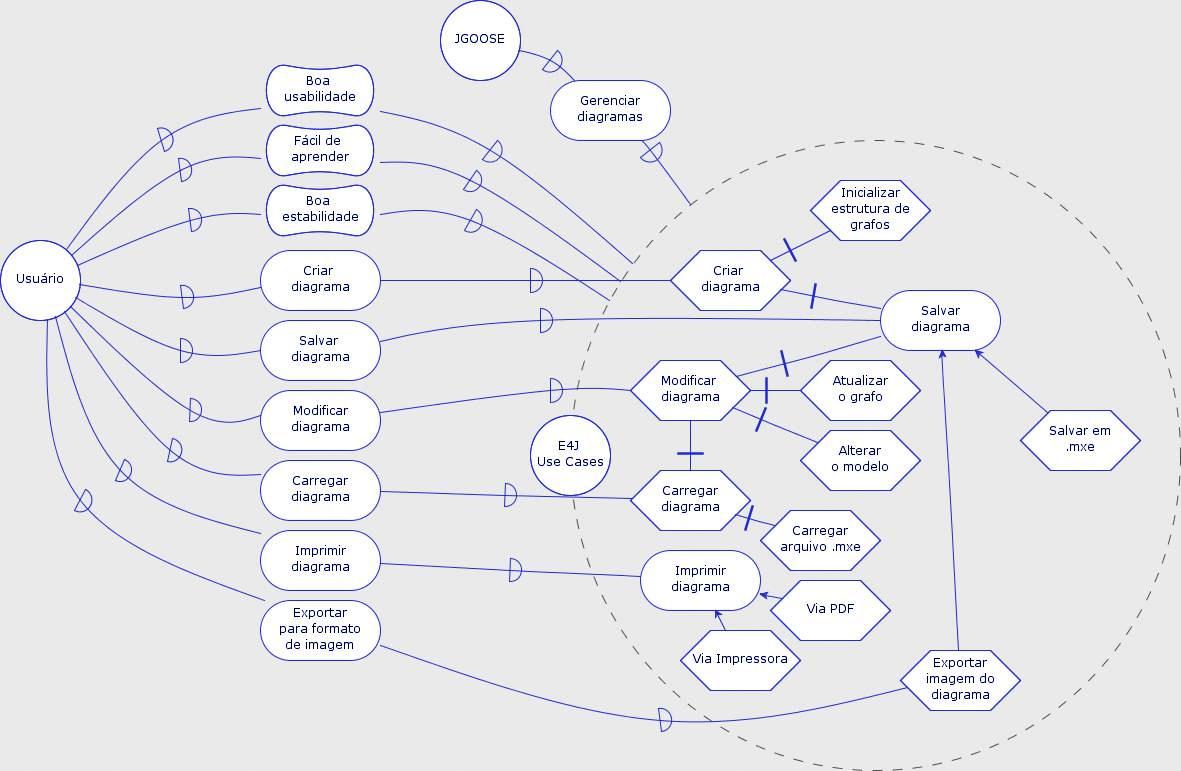 JGOOSE
Gerenciar
diagramas
Boa
usabilidade
Fácil de
aprender
Boa
estabilidade
Usuário
Criar
diagrama
Salvar
diagrama
Modificar
diagrama
Carregar
diagrama
Imprimir
diagrama
Exportar
para formato
de imagem
E4J
Use Cases
Inicializar
estrutura de
grafos
Criar
diagrama
Salvar
diagrama
Modificar
diagrama
Atualizar
o grafo
Alterar
o modelo
Salvar em
.mxe
Carregar
diagrama
Carregar
arquivo .mxe
Imprimir
diagrama
Via PDF
Via Impressora
Exportar
imagem do
diagrama